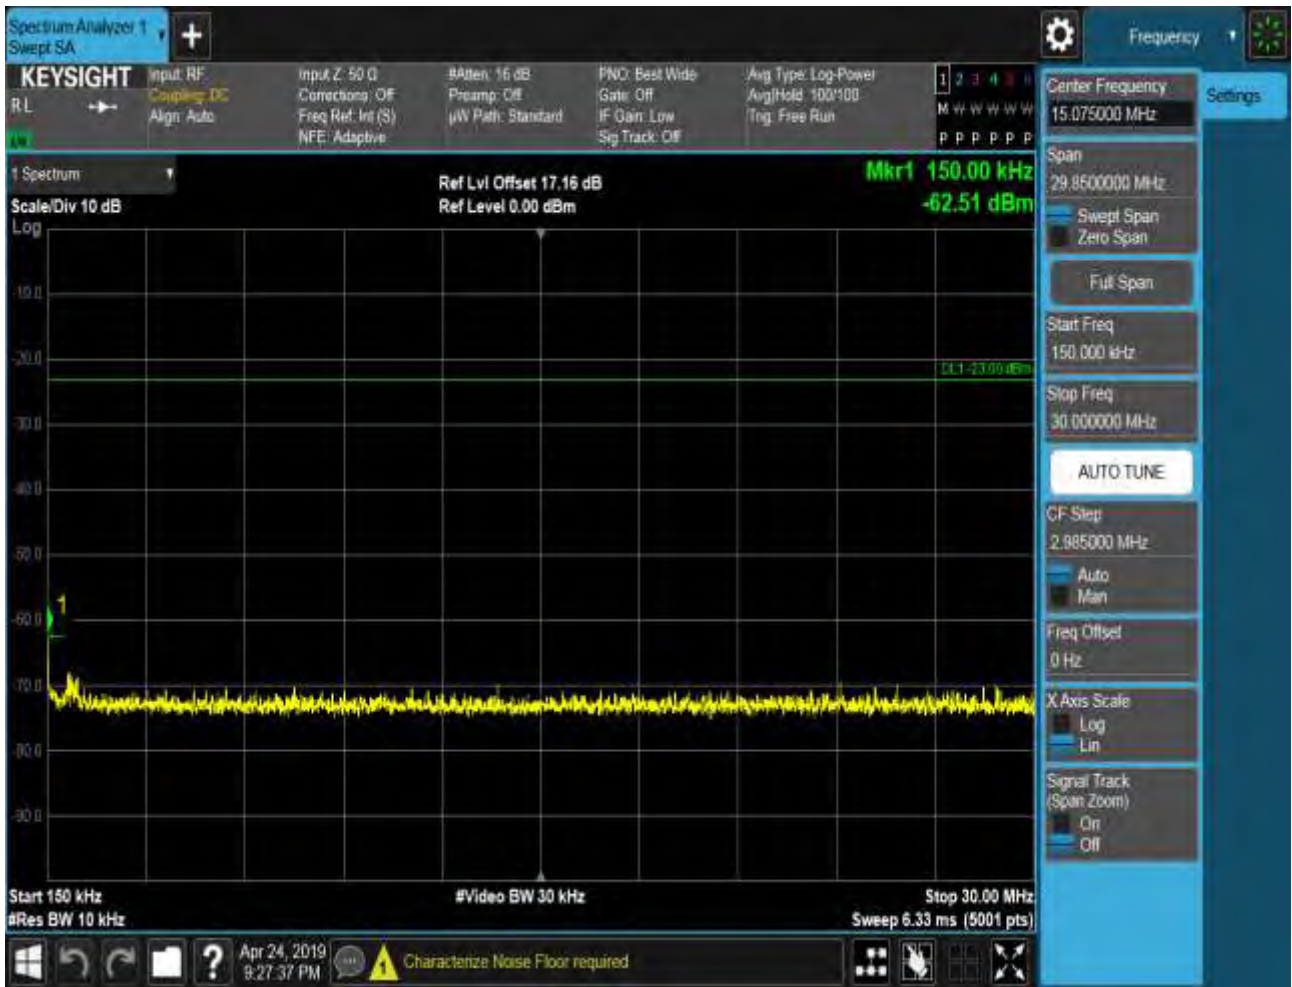 Spectrum Analyzer 1
Swept SA
Frequency
KEYSIGHT
R L
Input: RF
Coupling: DC
Align: Auto
Input Z: 50 Ω
Corrections: Off
Freq Ref: Int (S)
NFE: Adaptive
#Atten: 16 dB
Preamp: Off
µW Path: Standard
PNO: Best Wide
Gate: Off
IF Gain: Low
Sig Track: Off
Avg Type: Log-Power
Avg|Hold: 100/100
Trig: Free Run
1 2 3 4 5 6
M W W W W W
P P P P P P
1 Spectrum
Scale/Div 10 dB
Log
Ref Lvl Offset 17.16 dB
Ref Level 0.00 dBm
Mkr1 150.00 kHz
-62.51 dBm
-10.0
-20.0
DL1 -23.00 dBm
-30.0
-40.0
-50.0
1
-60.0
-70.0
-80.0
-90.0
Start 150 kHz
#Video BW 30 kHz
Stop 30.00 MHz
#Res BW 10 kHz
Sweep 6.33 ms (5001 pts)
Center Frequency
15.075000 MHz
Settings
Span
29.8500000 MHz
Swept Span
Zero Span
Full Span
Start Freq
150.000 kHz
Stop Freq
30.000000 MHz
AUTO TUNE
CF Step
2.985000 MHz
Auto
Man
Freq Offset
0 Hz
X Axis Scale
Log
Lin
Signal Track
(Span Zoom)
On
Off
?
Apr 24, 2019
9:27:37 PM
1
Characterize Noise Floor required